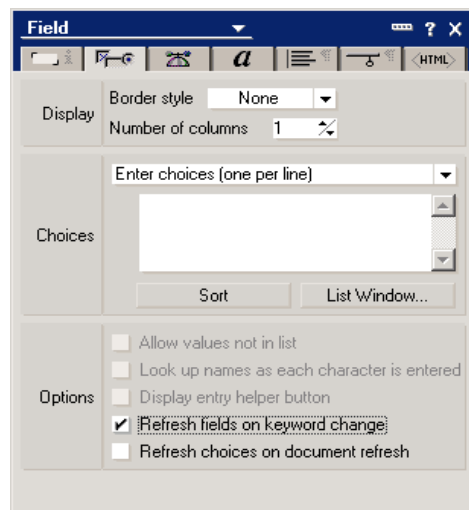 Field
? X
i a ¶ ¶ <HTML>
Display
Border style None
Number of columns 1
Choices
Enter choices (one per line)
Sort List Window...
Options
Allow values not in list
Look up names as each character is entered
Display entry helper button
Refresh fields on keyword change
Refresh choices on document refresh